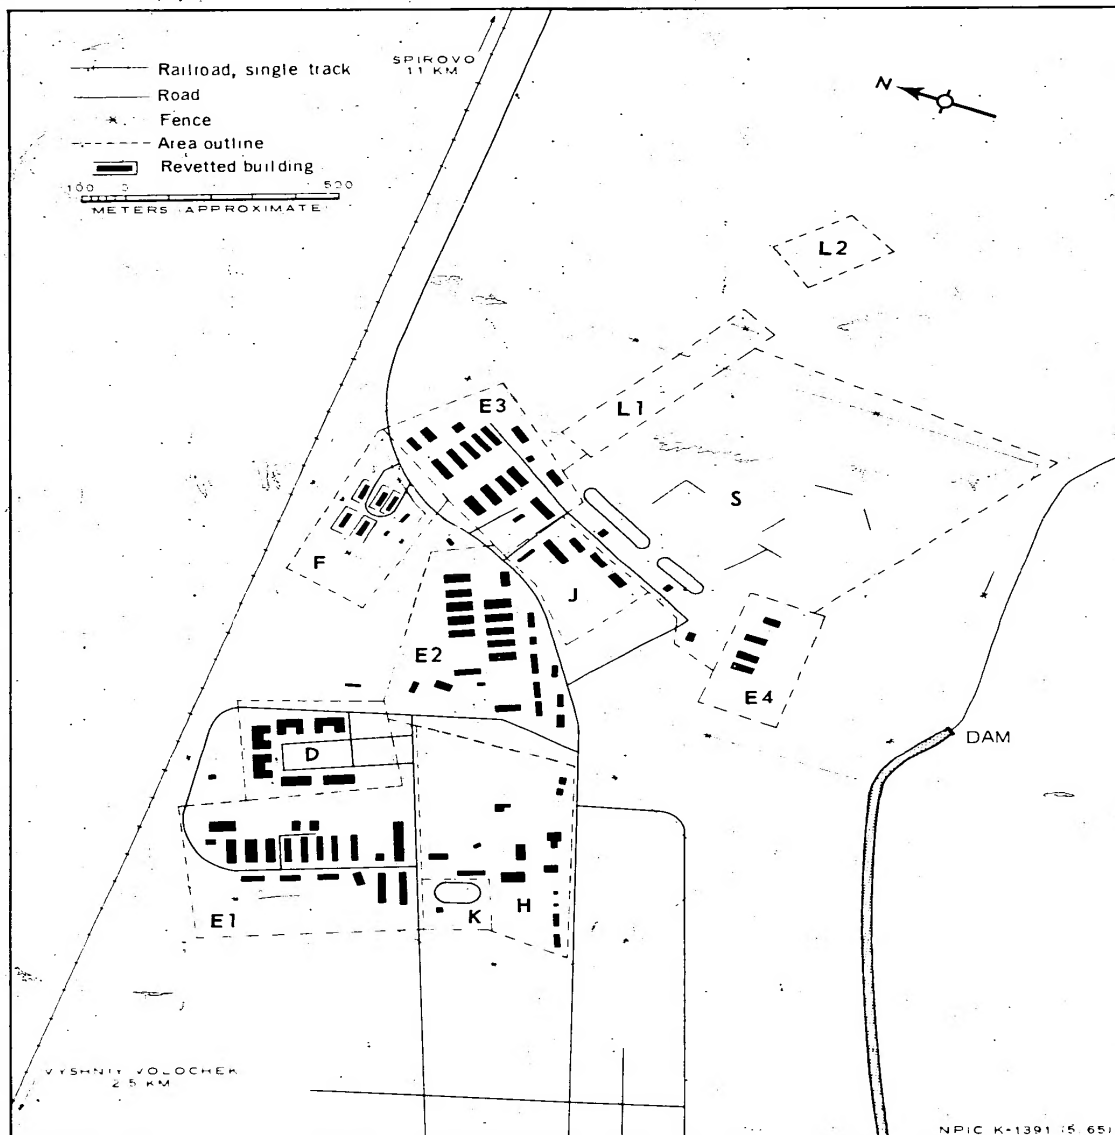 SPIROVO
11 KM
N
Railroad, single track
Road
Fence
Area outline
Revetted building
100 0 500
METERS (APPROXIMATE)
L2
E3
L1
S
F
J
E2
E4
D
DAM
E1
K
H
VYSHNIY VOLOCHEK
2.5 KM
NPIC K-1391 (5/65)